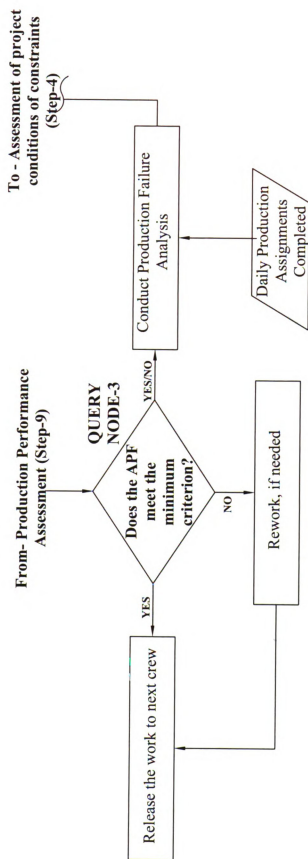 From- Production Performance
Assessment (Step-9)
To - Assessment of project
conditions of constraints
(Step-4)
QUERY
NODE-3
Does the APF
meet the
minimum
criterion?
YES
YES/NO
NO
Release the work to next crew
Conduct Production Failure
Analysis
Rework, if needed
Daily Production
Assignments
Completed